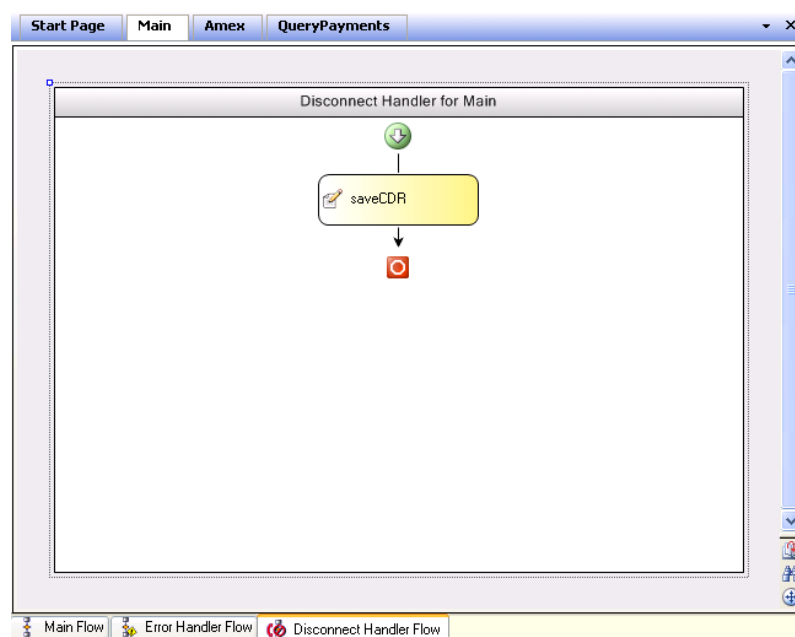 Start Page Main Amex QueryPayments
Disconnect Handler for Main
saveCDR
Main Flow Error Handler Flow Disconnect Handler Flow